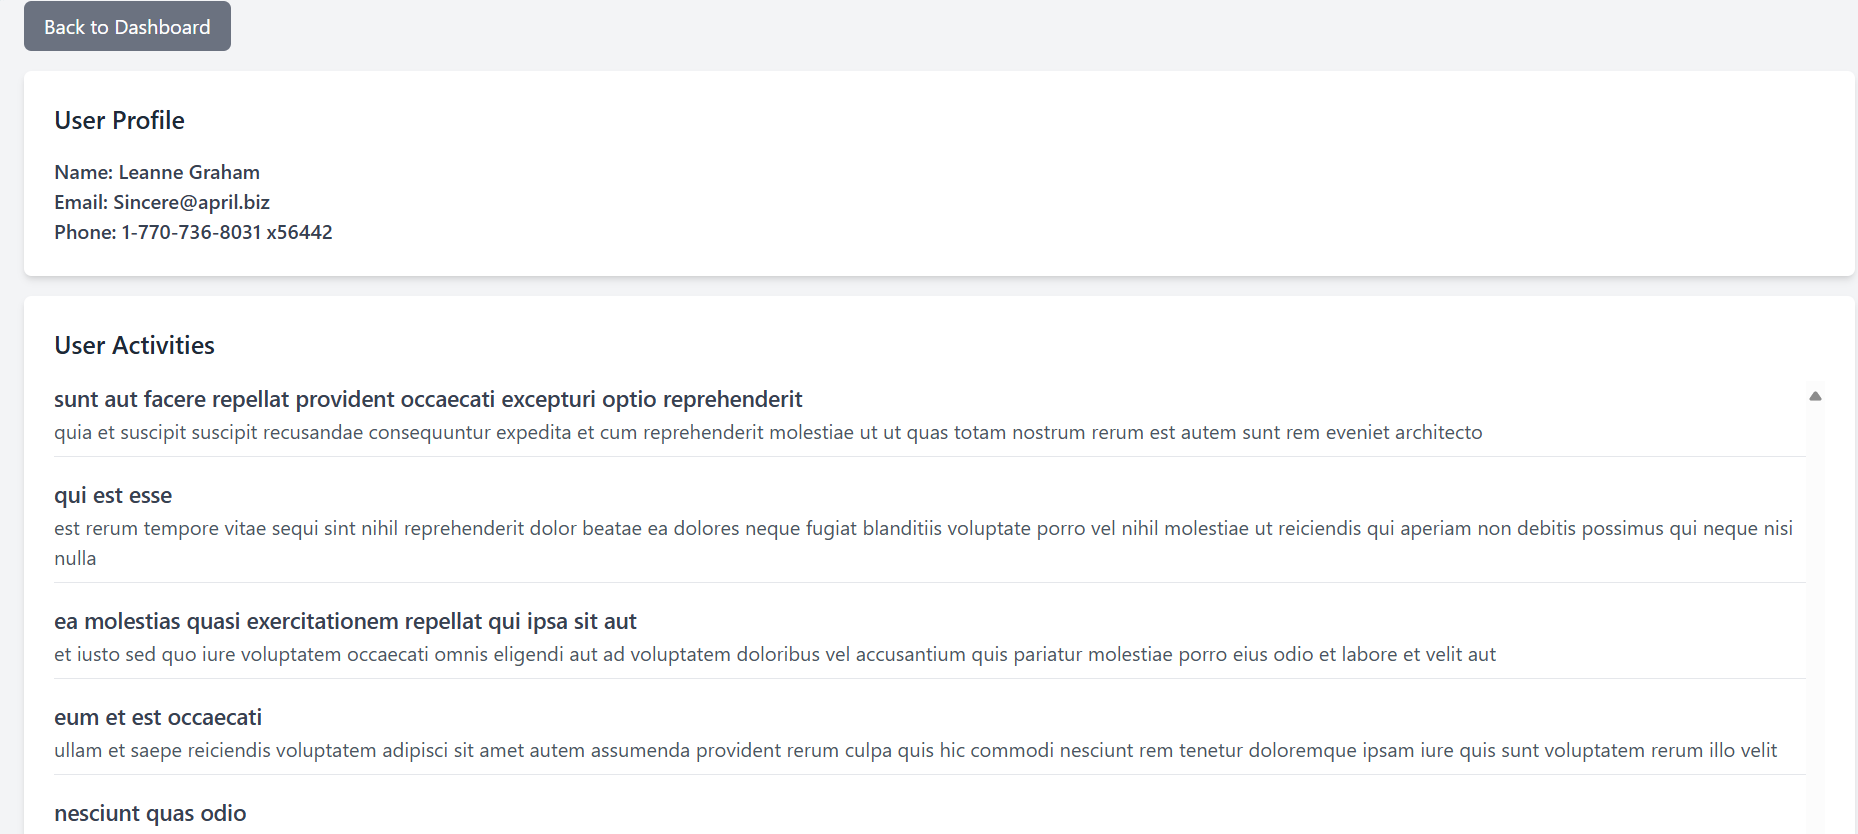 Back to Dashboard
User Profile
Name: Leanne Graham
Email: Sincere@april.biz
Phone: 1-770-736-8031 x56442
User Activities
sunt aut facere repellat provident occaecati excepturi optio reprehenderit
quia et suscipit suscipit recusandae consequuntur expedita et cum reprehenderit molestiae ut ut quas totam nostrum rerum est autem sunt rem eveniet architecto
qui est esse
est rerum tempore vitae sequi sint nihil reprehenderit dolor beatae ea dolores neque fugiat blanditiis voluptate porro vel nihil molestiae ut reiciendis qui aperiam non debitis possimus qui neque nisi
nulla
ea molestias quasi exercitationem repellat qui ipsa sit aut
et iusto sed quo iure voluptatem occaecati omnis eligendi aut ad voluptatem doloribus vel accusantium quis pariatur molestiae porro eius odio et labore et velit aut
eum et est occaecati
ullam et saepe reiciendis voluptatem adipisci sit amet autem assumenda provident rerum culpa quis hic commodi nesciunt rem tenetur doloremque ipsam iure quis sunt voluptatem rerum illo velit
nesciunt quas odio